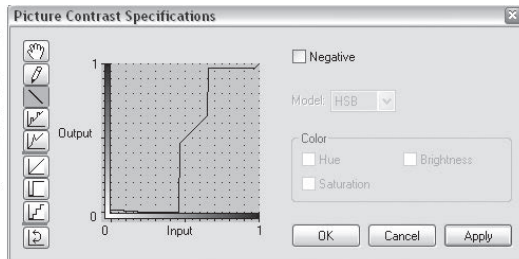 Picture Contrast Specifications
1
Output
0
0
Input
1
Negative
Model:
HSB
Color
Hue
Brightness
Saturation
OK
Cancel
Apply